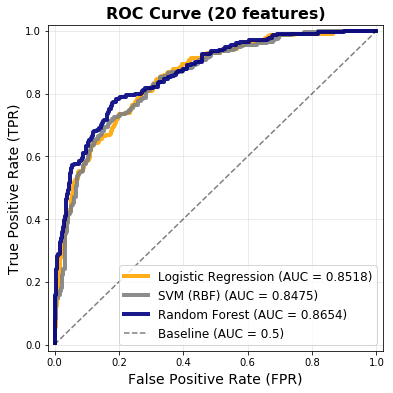 ROC Curve (20 features)
True Positive Rate (TPR)
1.0
0.8
0.6
0.4
0.2
0.0
Logistic Regression (AUC = 0.8518)
SVM (RBF) (AUC = 0.8475)
Random Forest (AUC = 0.8654)
Baseline (AUC = 0.5)
0.0 0.2 0.4 0.6 0.8 1.0
False Positive Rate (FPR)